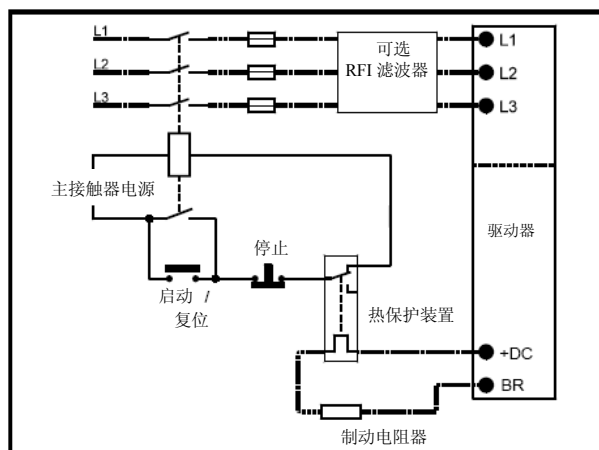 L1
可选
RFI 滤波器
L1
L2
L2
L3
L3
主接触器电源
驱动器
停止
启动 /
复位
热保护装置
+DC
BR
制动电阻器